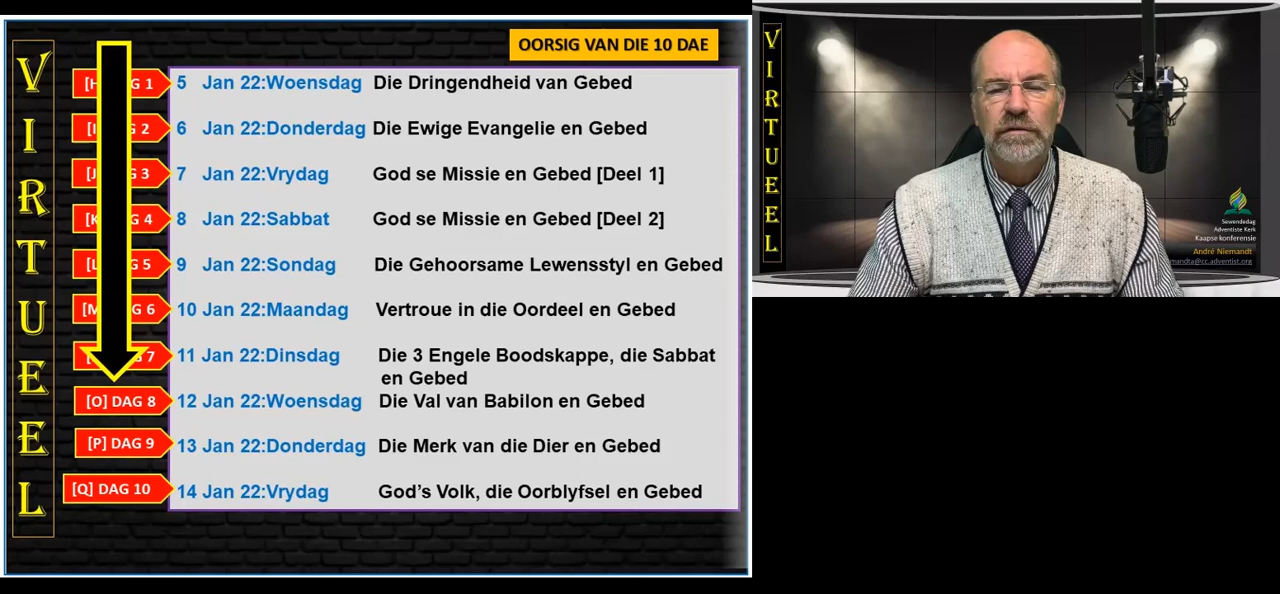 VIRTUEEL
OORSIG VAN DIE 10 DAE
5 Jan 22:Woensdag Die Dringendheid van Gebed
6 Jan 22:Donderdag Die Ewige Evangelie en Gebed
7 Jan 22:Vrydag God se Missie en Gebed [Deel 1]
8 Jan 22:Sabbat God se Missie en Gebed [Deel 2]
9 Jan 22:Sondag Die Gehoorsame Lewensstyl en Gebed
10 Jan 22:Maandag Vertroue in die Oordeel en Gebed
11 Jan 22:Dinsdag Die 3 Engele Boodskappe, die Sabbat
en Gebed
[O] DAG 8 12 Jan 22:Woensdag Die Val van Babilon en Gebed
[P] DAG 9 13 Jan 22:Donderdag Die Merk van die Dier en Gebed
[Q] DAG 10 14 Jan 22:Vrydag God's Volk, die Oorblyfsel en Gebed
VIRTUEEL
Sewendedag
Adventiste Kerk
Kaapse konferensie
André Niemandt
mandta@cc.adventist.org